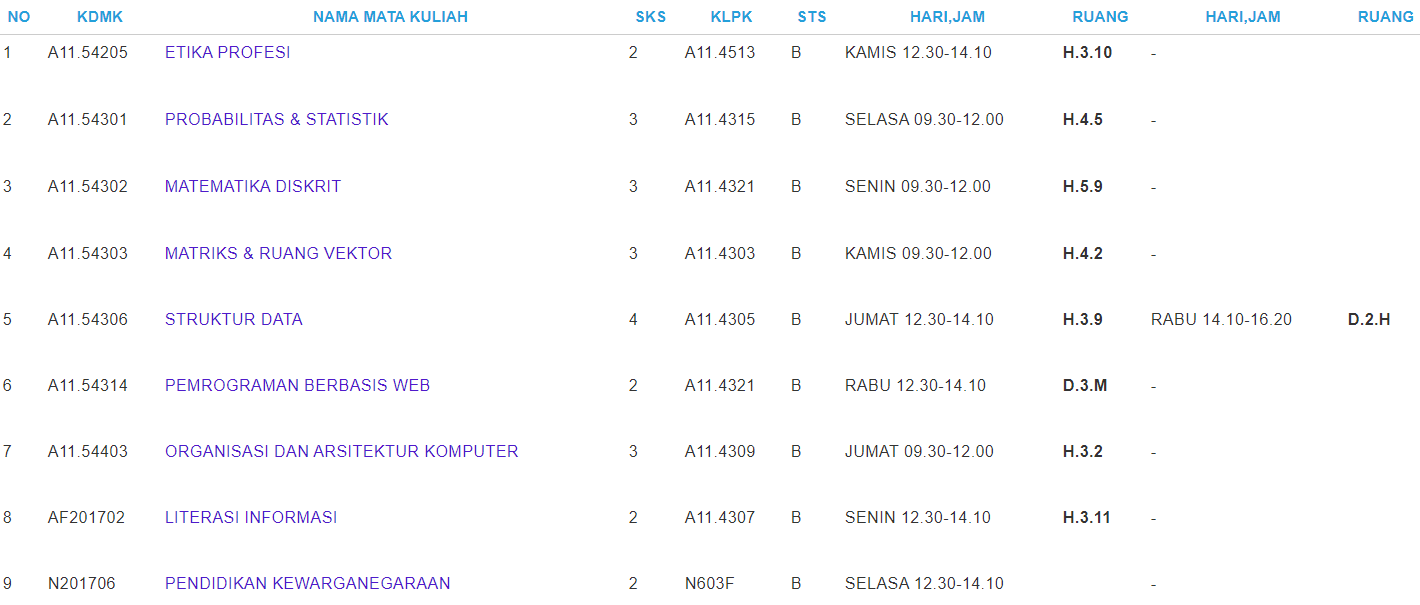 NO KDMK NAMA MATA KULIAH SKS KLPK STS HARI,JAM RUANG HARI,JAM RUANG
1 A11.54205 ETIKA PROFESI 2 A11.4513 B KAMIS 12.30-14.10 H.3.10 -
2 A11.54301 PROBABILITAS & STATISTIK 3 A11.4315 B SELASA 09.30-12.00 H.4.5 -
3 A11.54302 MATEMATIKA DISKRIT 3 A11.4321 B SENIN 09.30-12.00 H.5.9 -
4 A11.54303 MATRIKS & RUANG VEKTOR 3 A11.4303 B KAMIS 09.30-12.00 H.4.2 -
5 A11.54306 STRUKTUR DATA 4 A11.4305 B JUMAT 12.30-14.10 H.3.9 RABU 14.10-16.20 D.2.H
6 A11.54314 PEMROGRAMAN BERBASIS WEB 2 A11.4321 B RABU 12.30-14.10 D.3.M -
7 A11.54403 ORGANISASI DAN ARSITEKTUR KOMPUTER 3 A11.4309 B JUMAT 09.30-12.00 H.3.2 -
8 AF201702 LITERASI INFORMASI 2 A11.4307 B SENIN 12.30-14.10 H.3.11 -
9 N201706 PENDIDIKAN KEWARGANEGARAAN 2 N603F B SELASA 12.30-14.10 -